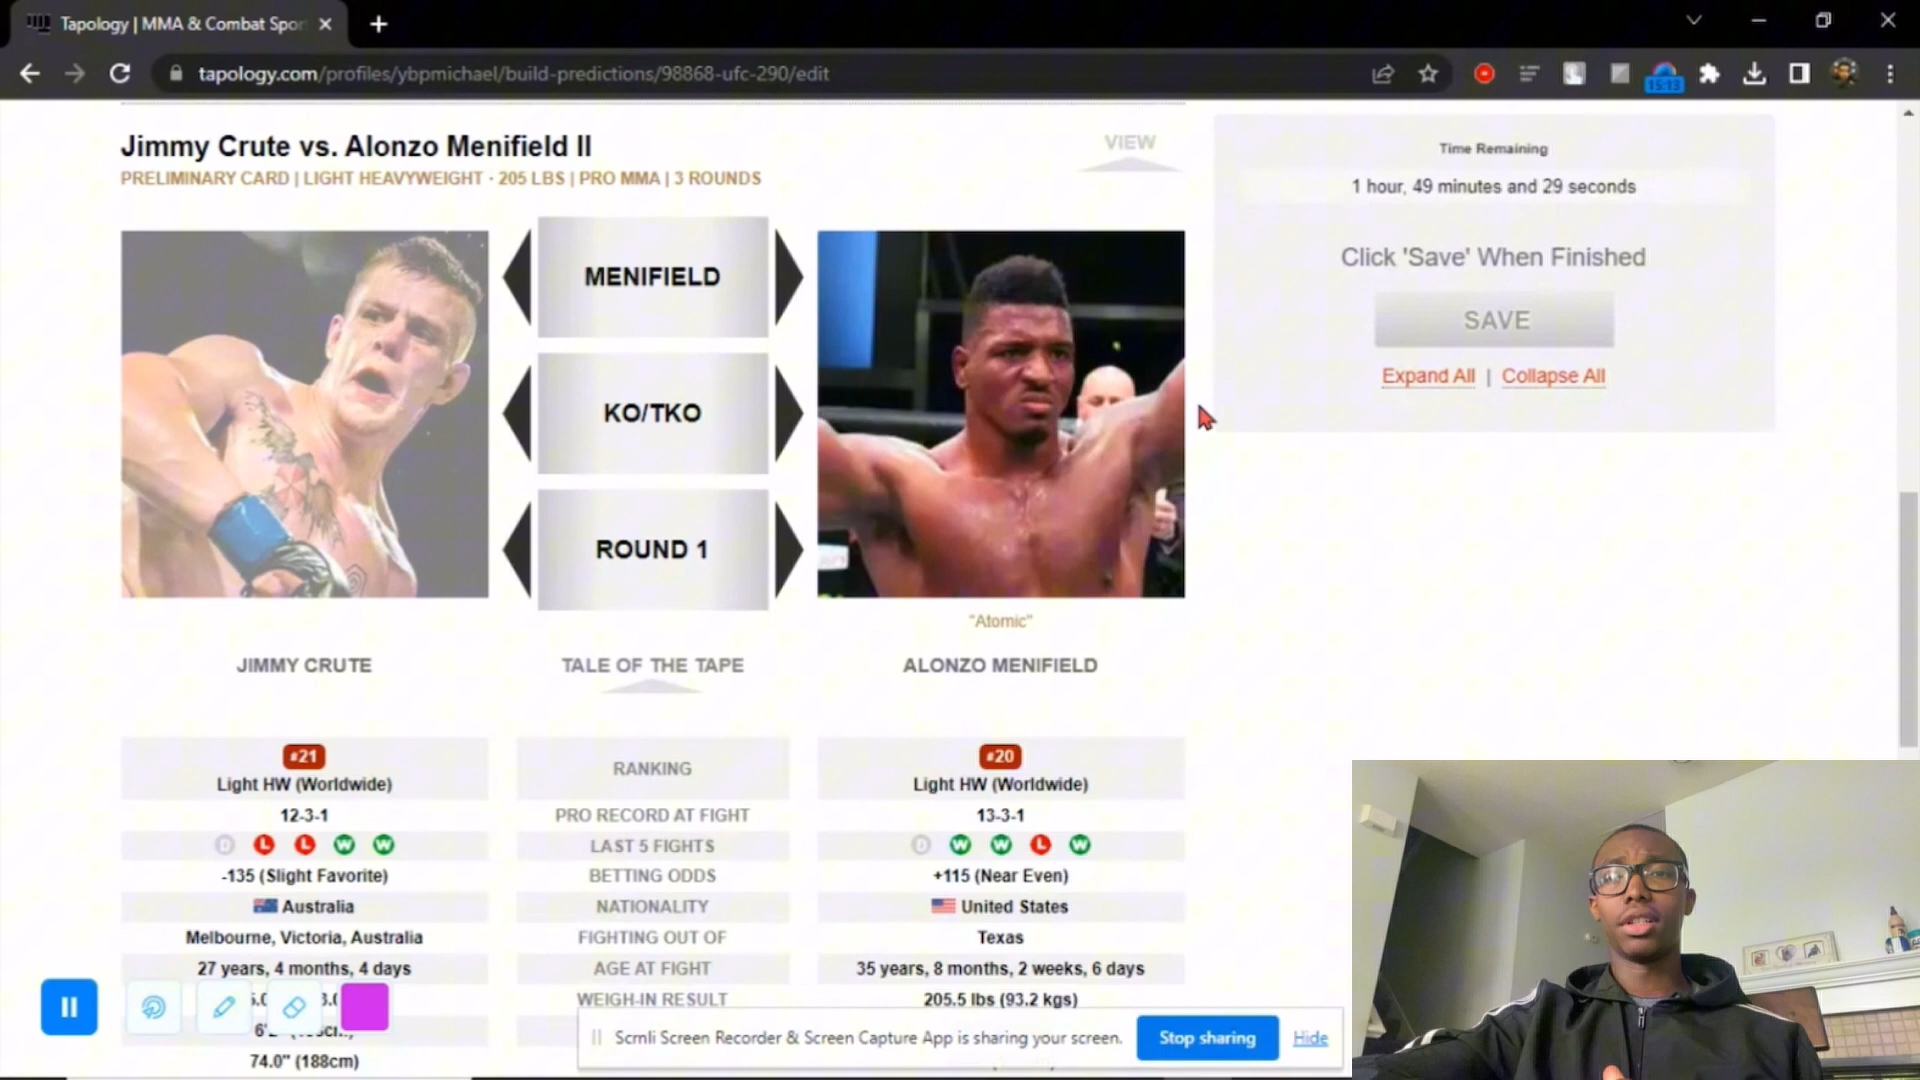 Tapology | MMA & Combat Spor
tapology.com/profiles/ybpmichael/build-predictions/98868-ufc-290/edit
15:13
Jimmy Crute vs. Alonzo Menifield II
VIEW
PRELIMINARY CARD | LIGHT HEAVYWEIGHT · 205 LBS | PRO MMA | 3 ROUNDS
Time Remaining
1 hour, 49 minutes and 29 seconds
Click 'Save' When Finished
SAVE
Expand All | Collapse All
MENIFIELD
KO/TKO
ROUND 1
"Atomic"
JIMMY CRUTE TALE OF THE TAPE ALONZO MENIFIELD
#21 #20
Light HW (Worldwide) RANKING Light HW (Worldwide)
12-3-1 PRO RECORD AT FIGHT 13-3-1
D L L W W LAST 5 FIGHTS D W W L W
-135 (Slight Favorite) BETTING ODDS +115 (Near Even)
Australia NATIONALITY United States
Melbourne, Victoria, Australia FIGHTING OUT OF Texas
27 years, 4 months, 4 days AGE AT FIGHT 35 years, 8 months, 2 weeks, 6 days
WEIGH-IN RESULT 205.5 lbs (93.2 kgs)
74.0" (188cm)
Scrnli Screen Recorder & Screen Capture App is sharing your screen. Stop sharing Hide